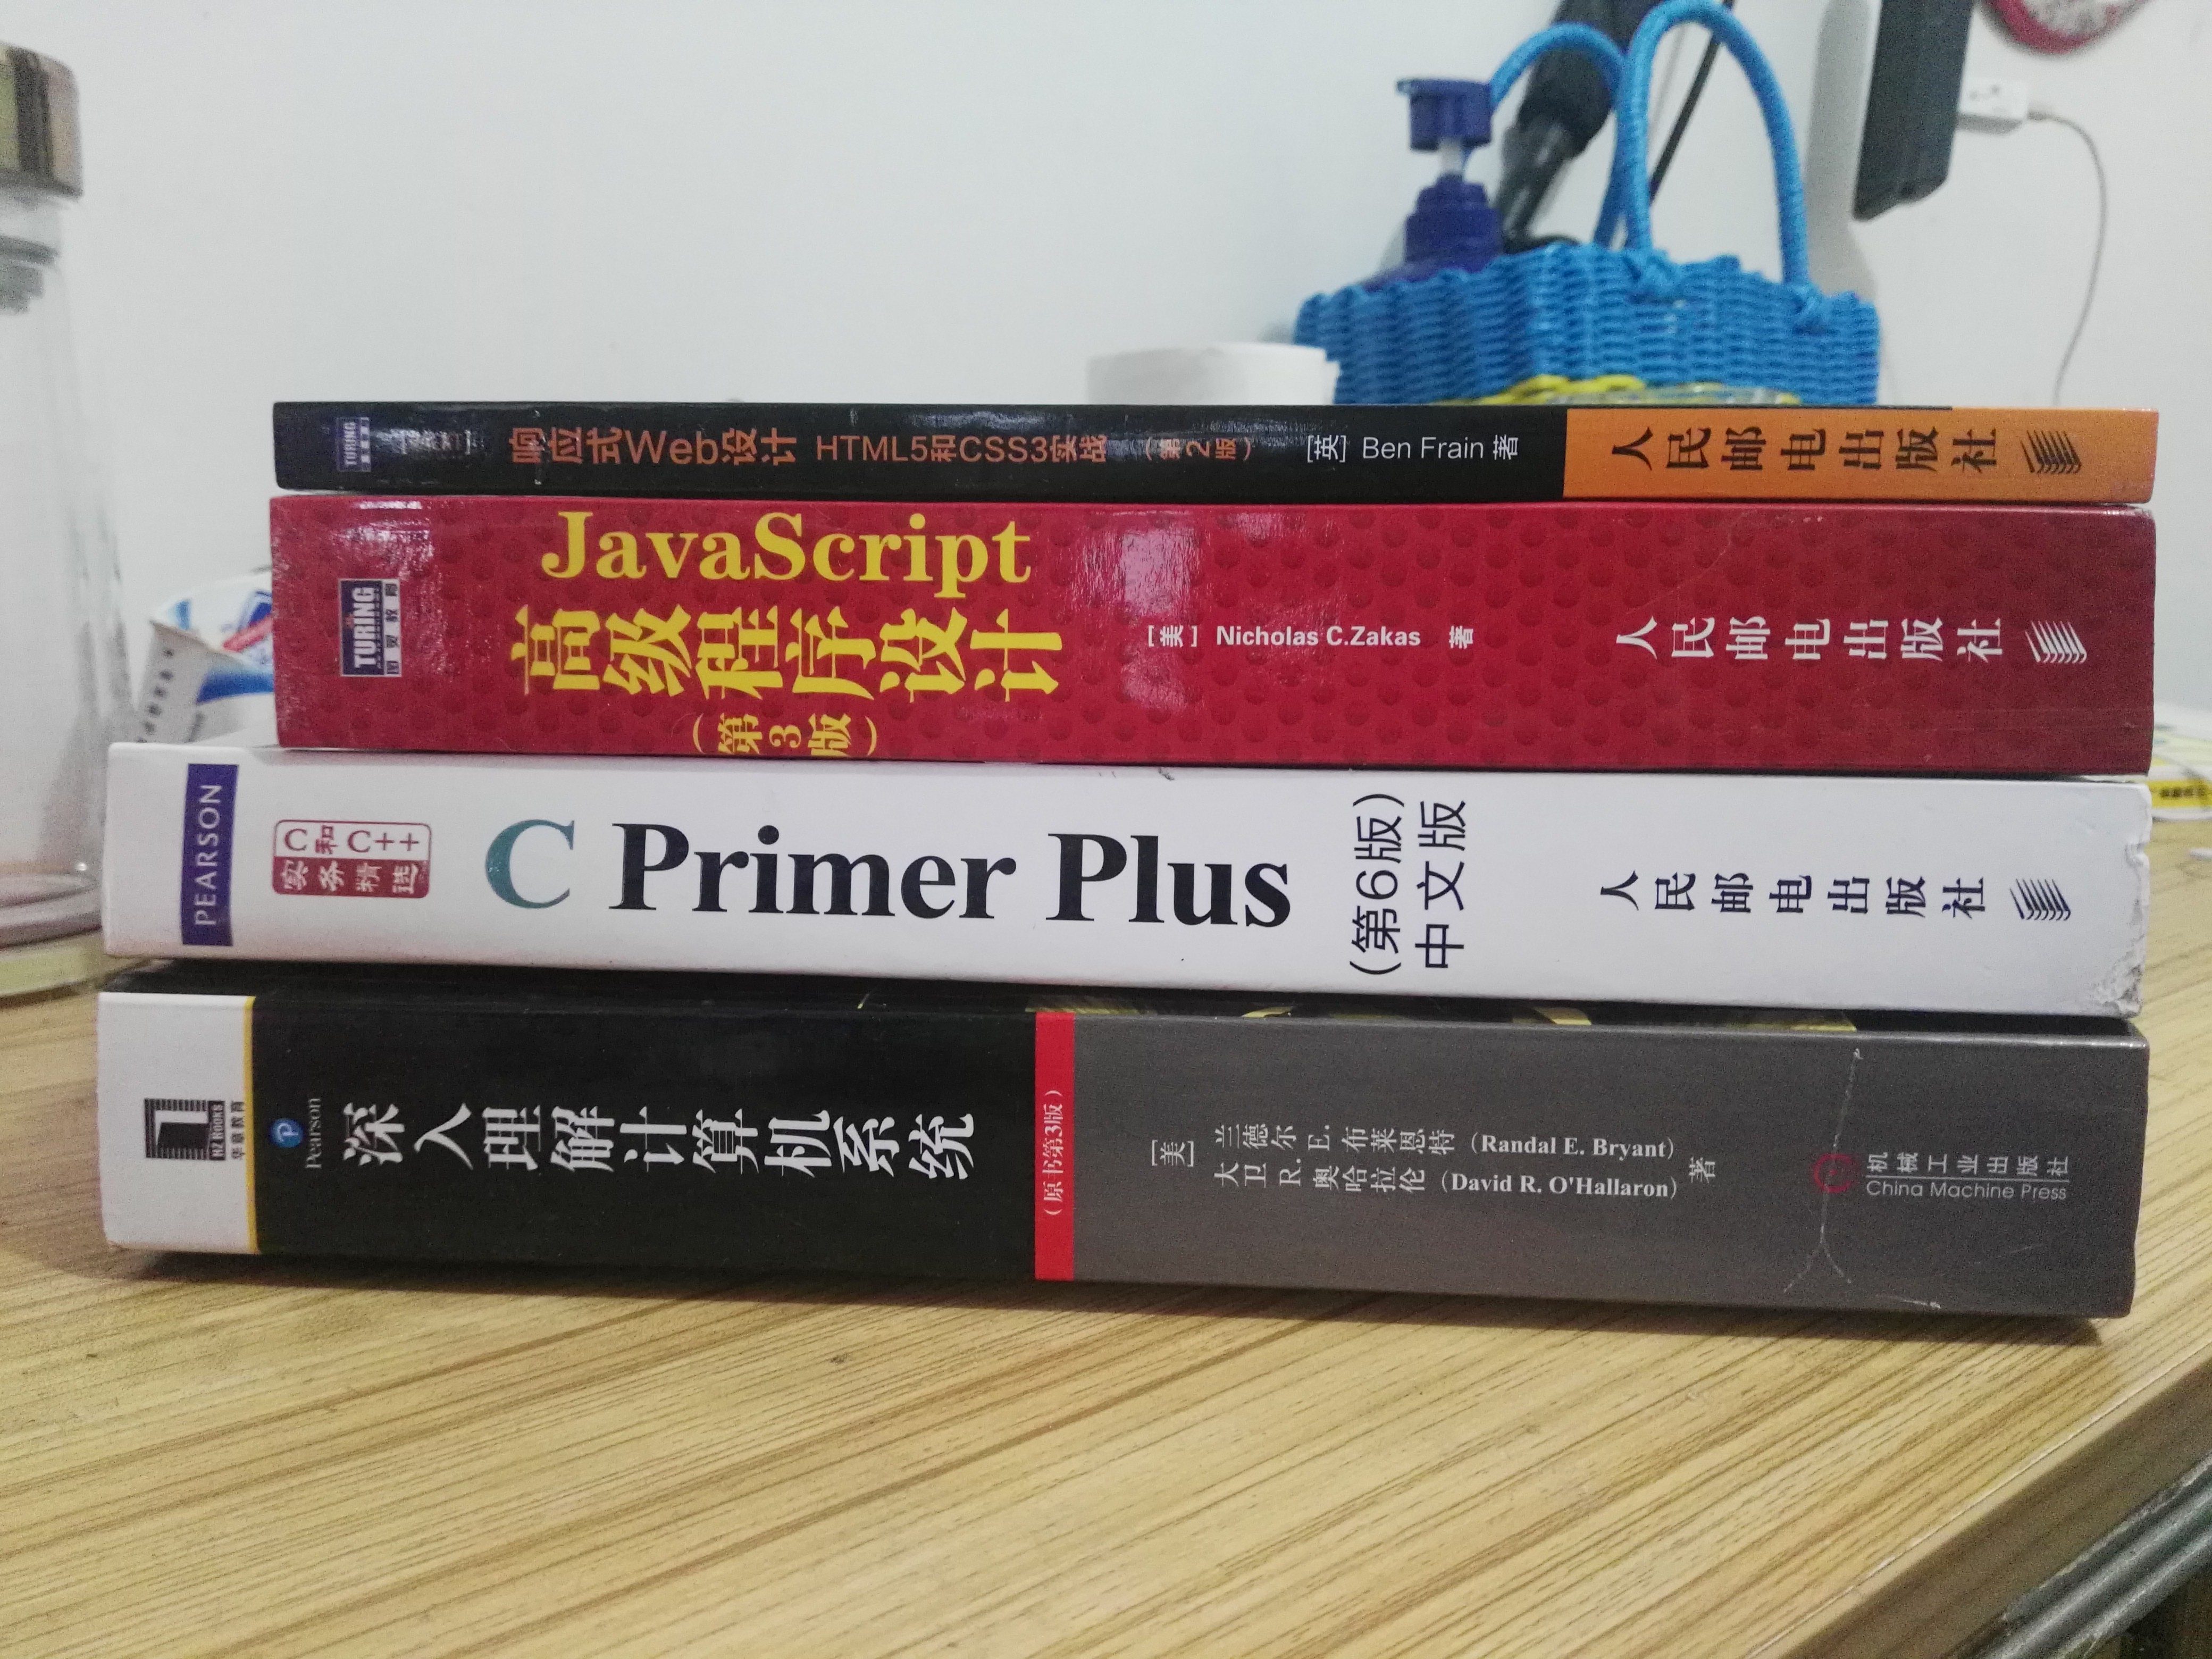 TURING
响应式Web设计 HTML5和CSS3实战 (第2版) [英] Ben Frain 著 人民邮电出版社
TURING
图灵教育
JavaScript
高级程序设计
(第3版)
[美] Nicholas C.Zakas 著
人民邮电出版社
PEARSON
C和C++
实务精选
C Primer Plus
(第6版)
中文版
人民邮电出版社
HZ BOOKS
华章教育
Pearson
深入理解计算机系统
(原书第3版)
[美] 兰德尔 E. 布莱恩特 (Randal E. Bryant)
大卫 R. 奥哈拉伦 (David R. O'Hallaron) 著
机械工业出版社
China Machine Press